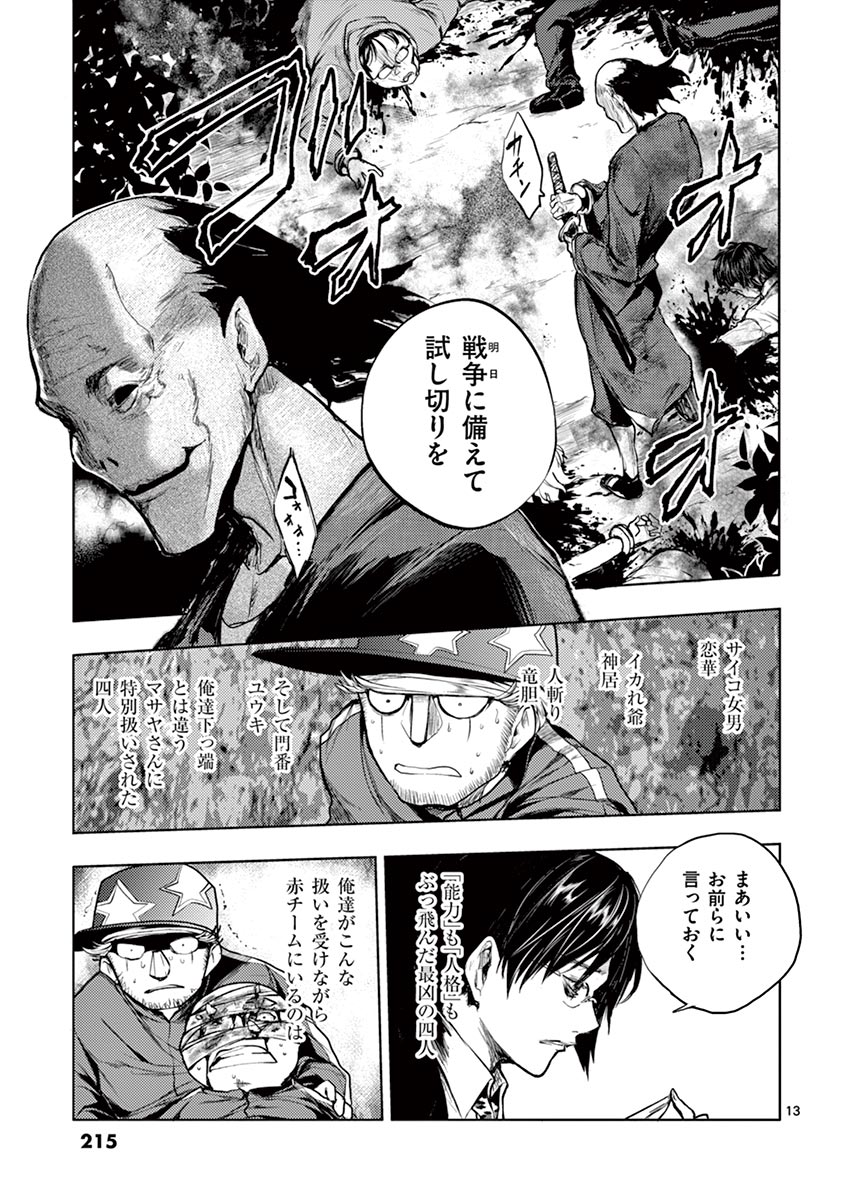 カチン
ゴオオオ
戦争に備えて
明日
試し切りを
オオオ…
サイコ女男
恋華
イカれ爺
神居
人斬り
竜胆
そして門番
ユウキ
俺達下っ端
とは違う
マサヤさんに
特別扱いされた
四人
まあいい…
お前らに
言っておく
『能力』も『人格』も
ぶっ飛んだ最凶の四人
俺達がこんな
扱いを受けながら
赤チームにいるのは
13
215